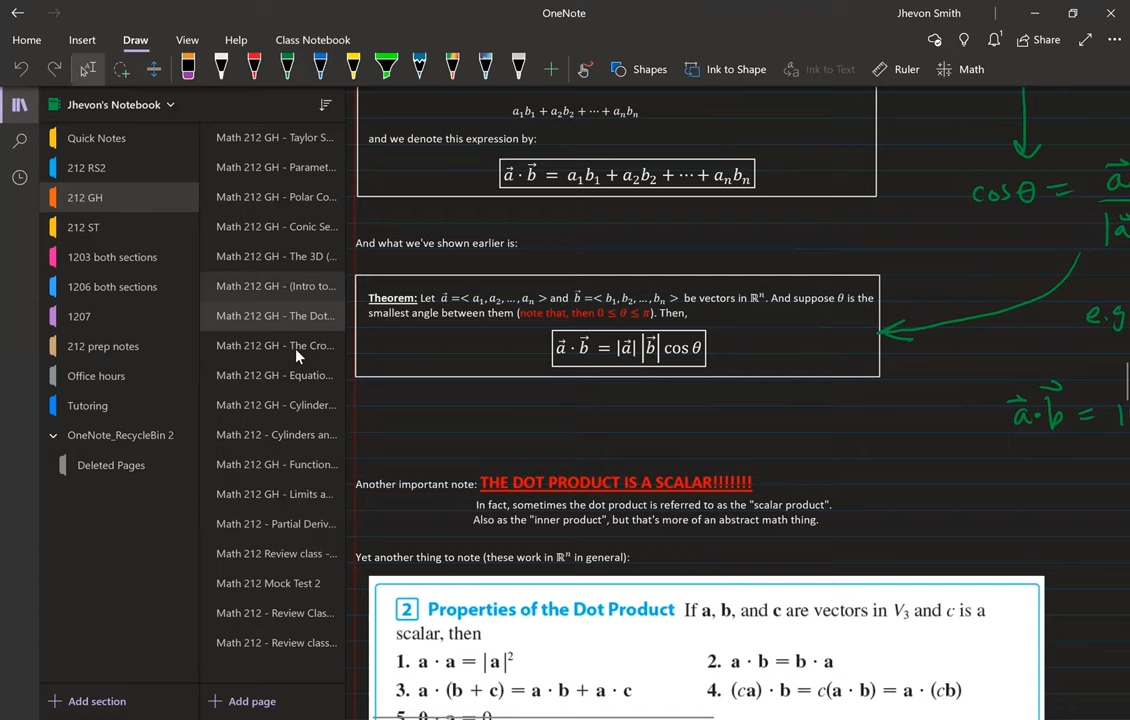 OneNote
Jhevon Smith
Home Insert Draw View Help Class Notebook
Share
Shapes Ink to Shape Ink to Text Ruler Math
Jhevon's Notebook
Quick Notes
212 RS2
212 GH
212 ST
1203 both sections
1206 both sections
1207
212 prep notes
Office hours
Tutoring
OneNote_RecycleBin 2
Deleted Pages
Add section
Math 212 GH - Taylor S...
Math 212 GH - Paramet...
Math 212 GH - Polar Co...
Math 212 GH - Conic Se...
Math 212 GH - The 3D (...
Math 212 GH - (Intro to...
Math 212 GH - The Dot...
Math 212 GH - The Cro...
Math 212 GH - Equatio...
Math 212 GH - Cylinder...
Math 212 - Cylinders an...
Math 212 GH - Function...
Math 212 GH - Limits a...
Math 212 - Partial Deriv...
Math 212 Review class -...
Math 212 Mock Test 2
Math 212 - Review Clas...
Math 212 - Review class...
Add page
a₁b₁ + a₂b₂ + ⋯ + aₙbₙ
and we denote this expression by:
a⃗ · b⃗ = a₁b₁ + a₂b₂ + ⋯ + aₙbₙ
And what we've shown earlier is:
Theorem: Let a⃗ =< a₁, a₂, …, aₙ > and b⃗ =< b₁, b₂, …, bₙ > be vectors in ℝⁿ. And suppose θ is the
smallest angle between them (note that, then 0 ≤ θ ≤ π). Then,
a⃗ · b⃗ = |a⃗| |b⃗| cos θ
Another important note: THE DOT PRODUCT IS A SCALAR!!!!!!!
In fact, sometimes the dot product is referred to as the "scalar product".
Also as the "inner product", but that's more of an abstract math thing.
Yet another thing to note (these work in ℝⁿ in general):
2 Properties of the Dot Product If a, b, and c are vectors in V₃ and c is a
scalar, then
1. a · a = |a|² 2. a · b = b · a
3. a · (b + c) = a · b + a · c 4. (ca) · b = c(a · b) = a · (cb)
5. 0 · a = 0
cos θ = a⃗
|a
e.g
a⃗ · b⃗ =